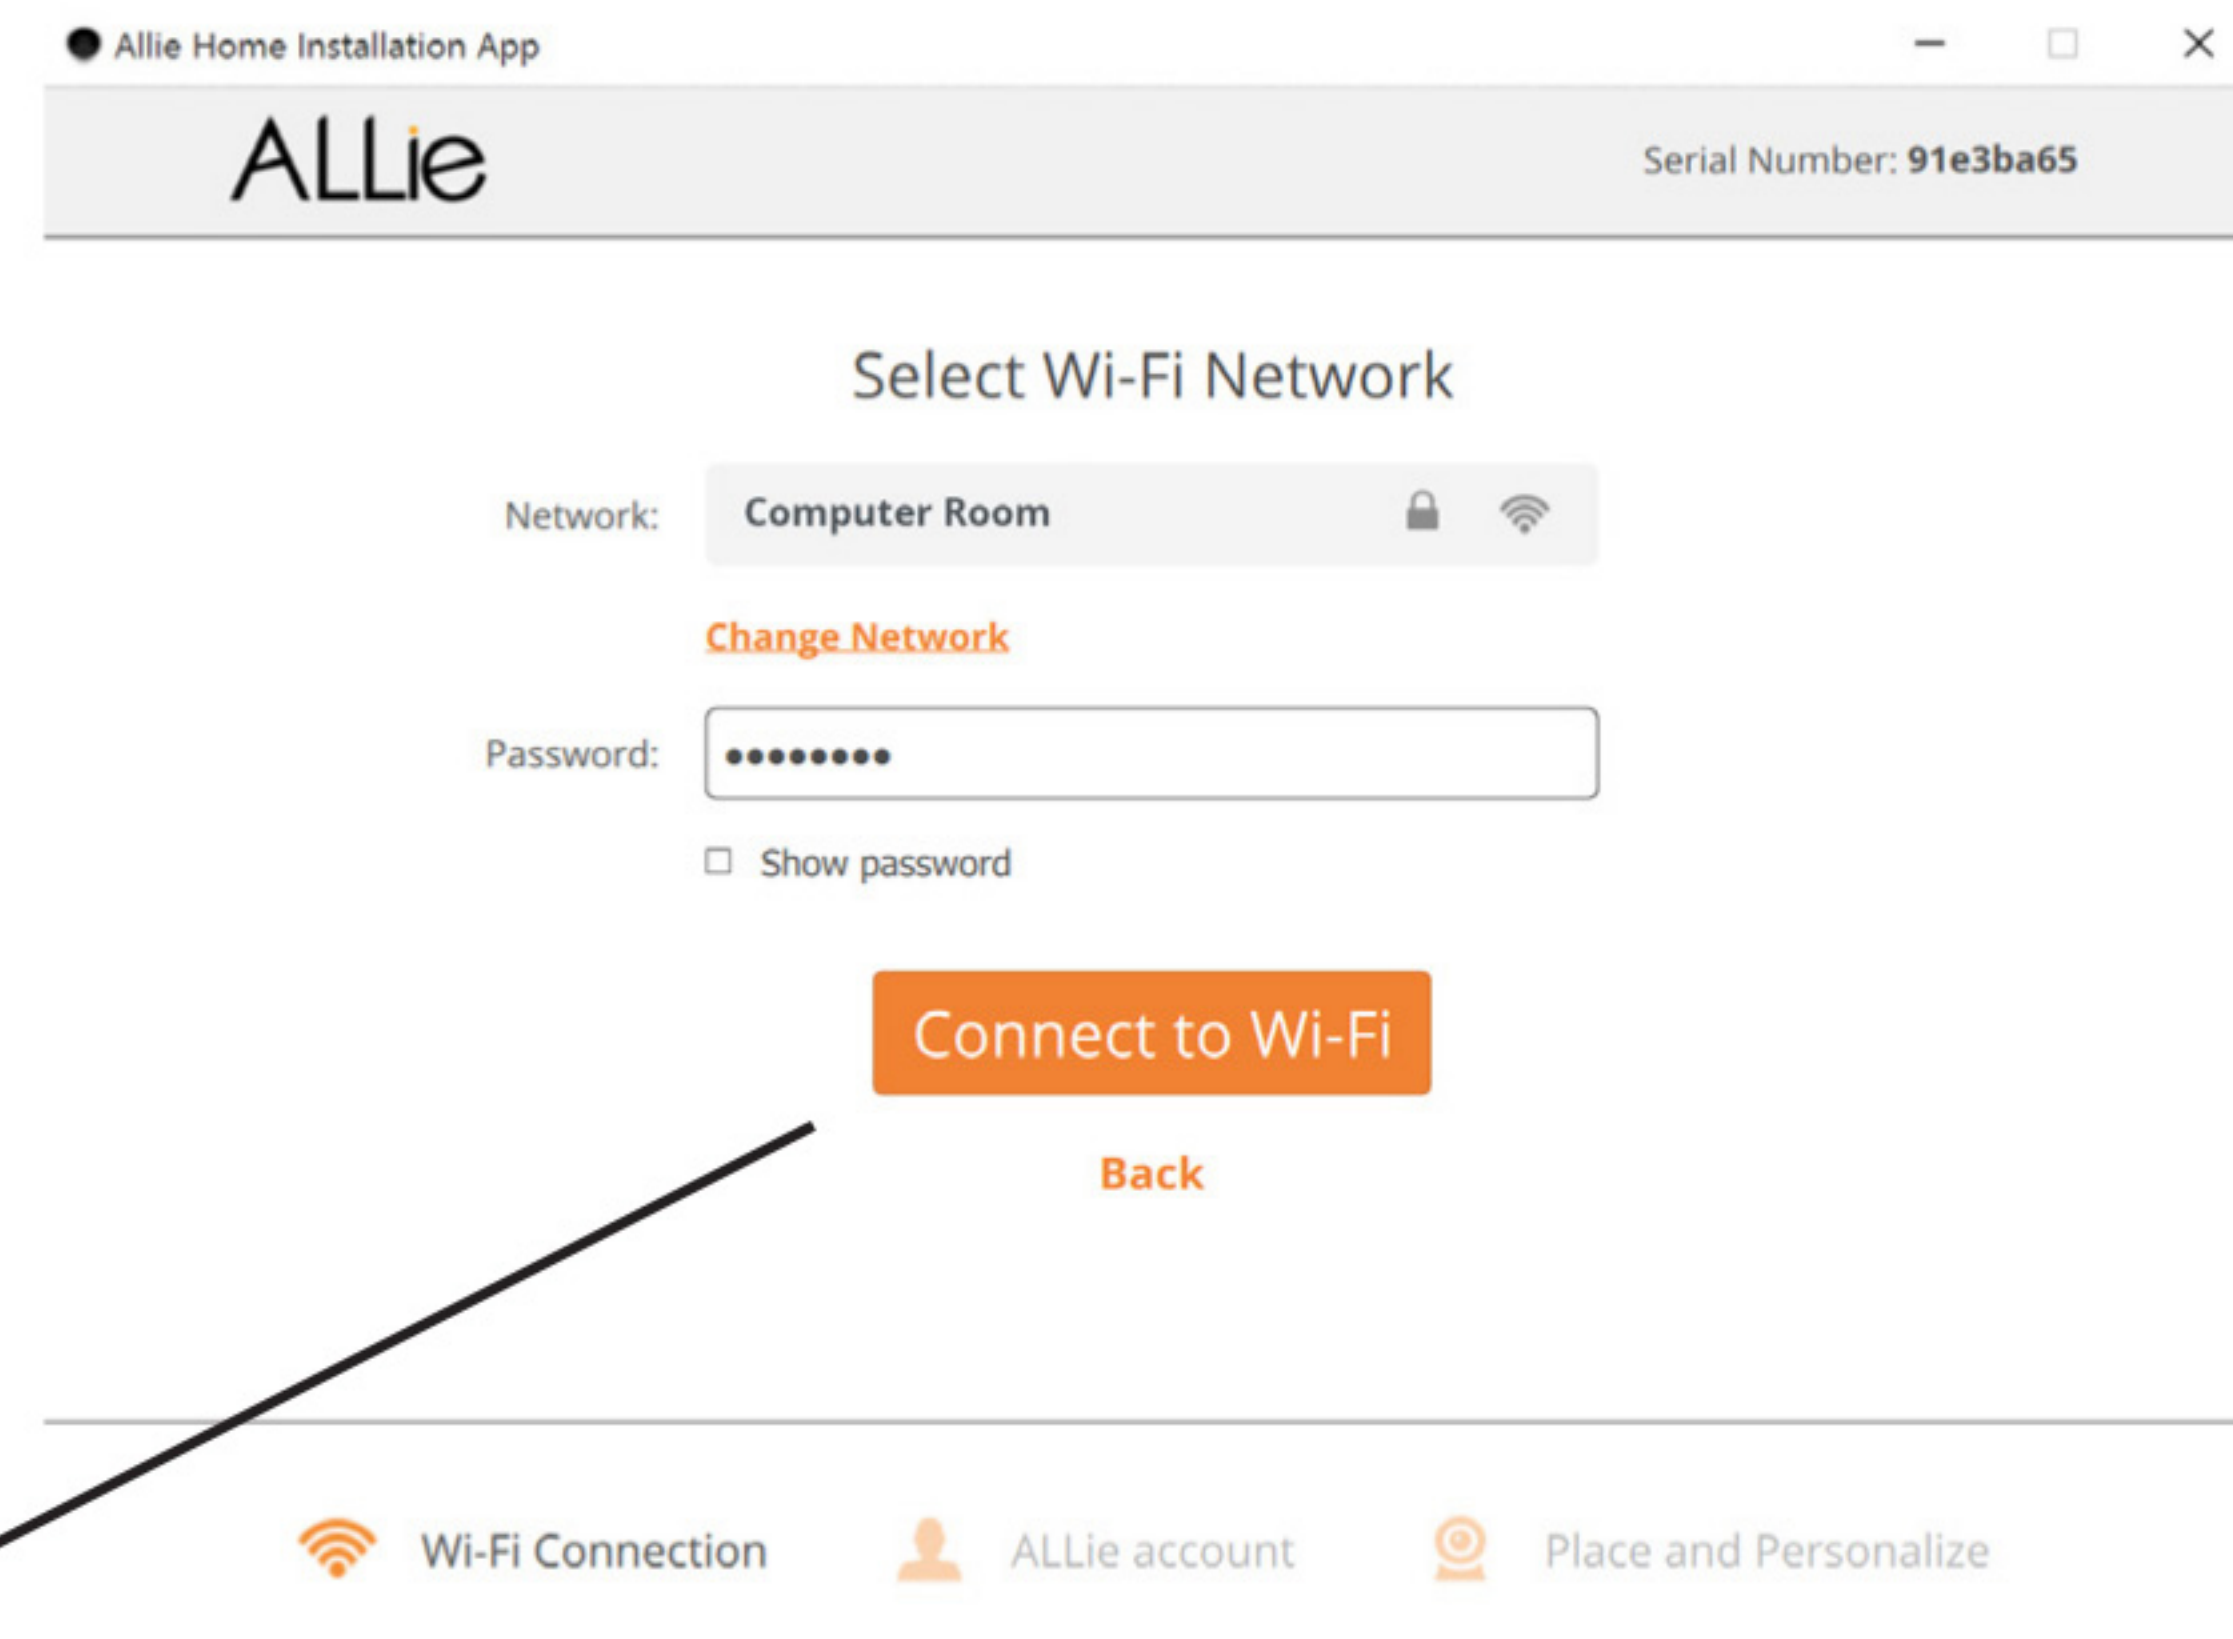 Allie Home Installation App
ALLie
Serial Number: 91e3ba65
Select Wi-Fi Network
Network: Computer Room
Change Network
Password: ••••••••
Show password
Connect to Wi-Fi
Back
Wi-Fi Connection ALLie account Place and Personalize